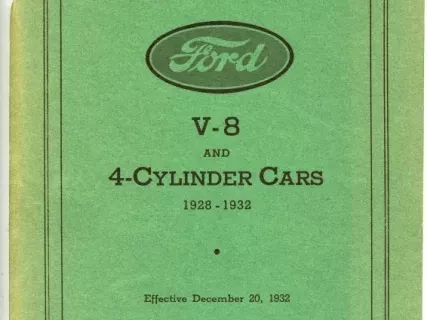 Ford
V-8
AND
4-CYLINDER CARS
1928-1932
Effective December 20, 1932